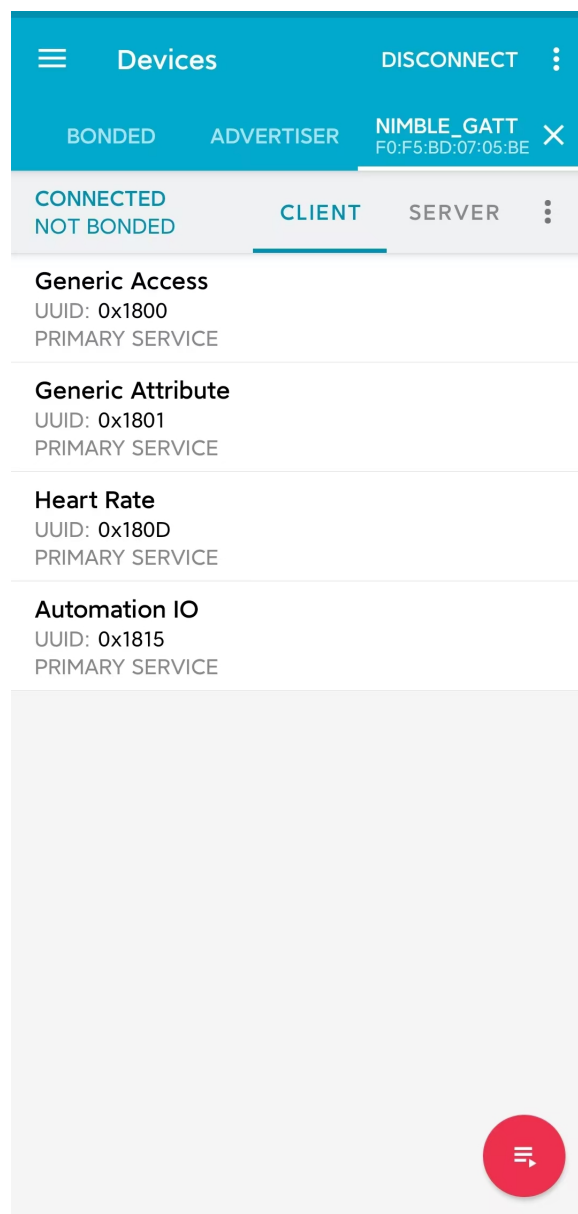 Devices
DISCONNECT
BONDED
ADVERTISER
NIMBLE_GATT
F0:F5:BD:07:05:BE
CONNECTED
NOT BONDED
CLIENT
SERVER
Generic Access
UUID: 0x1800
PRIMARY SERVICE
Generic Attribute
UUID: 0x1801
PRIMARY SERVICE
Heart Rate
UUID: 0x180D
PRIMARY SERVICE
Automation IO
UUID: 0x1815
PRIMARY SERVICE